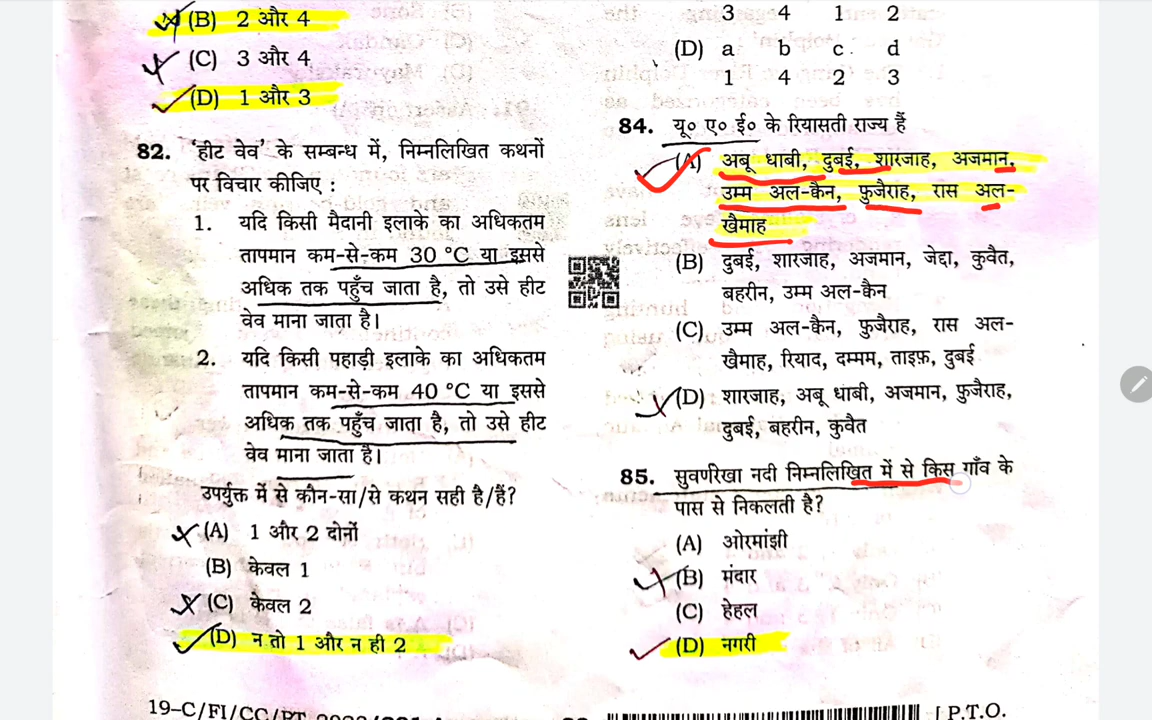 (B) 2 और 4
(C) 3 और 4
(D) 1 और 3
82. 'हीट वेव' के सम्बन्ध में, निम्नलिखित कथनों
पर विचार कीजिए :
1. यदि किसी मैदानी इलाके का अधिकतम
तापमान कम-से-कम 30 °C या इससे
अधिक तक पहुँच जाता है, तो उसे हीट
वेव माना जाता है।
2. यदि किसी पहाड़ी इलाके का अधिकतम
तापमान कम-से-कम 40 °C या इससे
अधिक तक पहुँच जाता है, तो उसे हीट
वेव माना जाता है।
उपर्युक्त में से कौन-सा/से कथन सही है/हैं?
(A) 1 और 2 दोनों
(B) केवल 1
(C) केवल 2
(D) न तो 1 और न ही 2
3 4 1 2
(D) a b c d
1 4 2 3
84. यू० ए० ई० के रियासती राज्य हैं
(A) अबू धाबी, दुबई, शारजाह, अजमान,
उम्म अल-क्वैन, फ़ुजैराह, रास अल-
खैमाह
(B) दुबई, शारजाह, अजमान, जेद्दा, कुवैत,
बहरीन, उम्म अल-क्वैन
(C) उम्म अल-क्वैन, फ़ुजैराह, रास अल-
खैमाह, रियाद, दम्मम, ताइफ़, दुबई
(D) शारजाह, अबू धाबी, अजमान, फ़ुजैराह,
दुबई, बहरीन, कुवैत
85. सुवर्णरेखा नदी निम्नलिखित में से किस गाँव के
पास से निकलती है?
(A) ओरमांझी
(B) मंदार
(C) हेहल
(D) नगरी
19-C/FI/CC/PT
[ P.T.O.